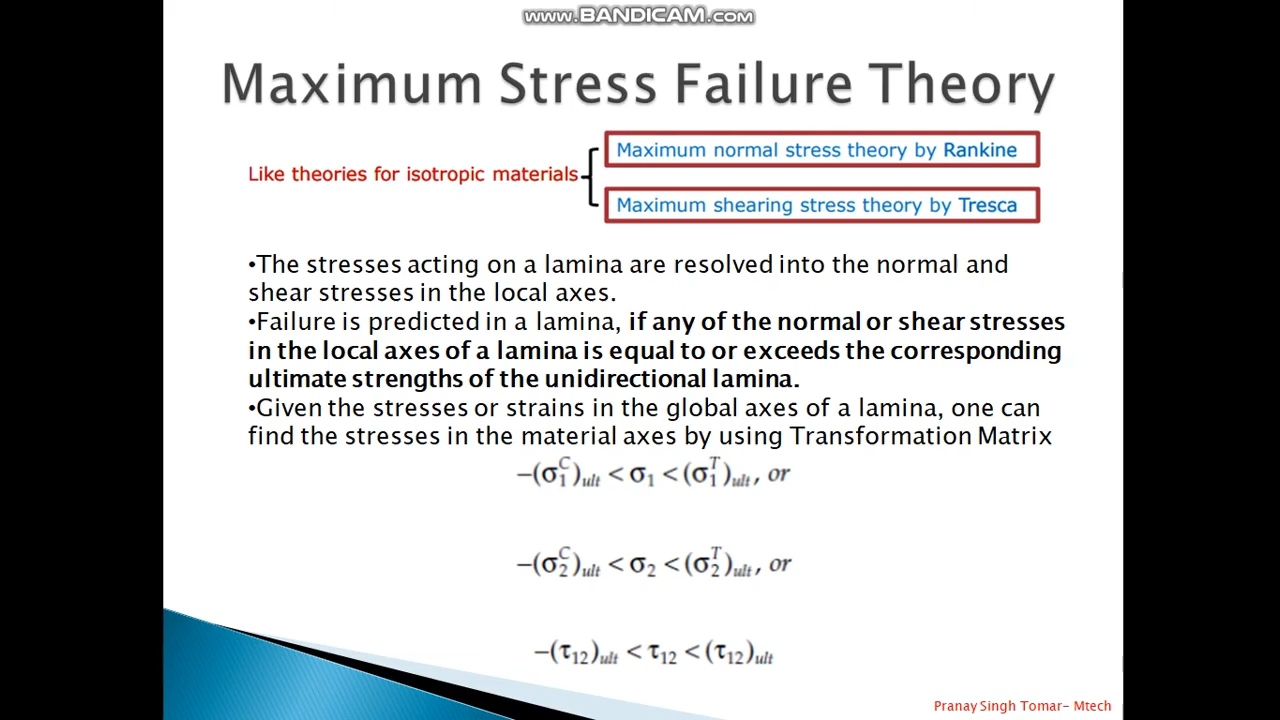 www.BANDICAM.com
Maximum Stress Failure Theory
Maximum normal stress theory by Rankine
Like theories for isotropic materials
Maximum shearing stress theory by Tresca
•The stresses acting on a lamina are resolved into the normal and
shear stresses in the local axes.
•Failure is predicted in a lamina, if any of the normal or shear stresses
in the local axes of a lamina is equal to or exceeds the corresponding
ultimate strengths of the unidirectional lamina.
•Given the stresses or strains in the global axes of a lamina, one can
find the stresses in the material axes by using Transformation Matrix
−(σ₁ᶜ)ᵤₗₜ < σ₁ < (σ₁ᵀ)ᵤₗₜ, or
−(σ₂ᶜ)ᵤₗₜ < σ₂ < (σ₂ᵀ)ᵤₗₜ, or
−(τ₁₂)ᵤₗₜ < τ₁₂ < (τ₁₂)ᵤₗₜ
Pranay Singh Tomar- Mtech